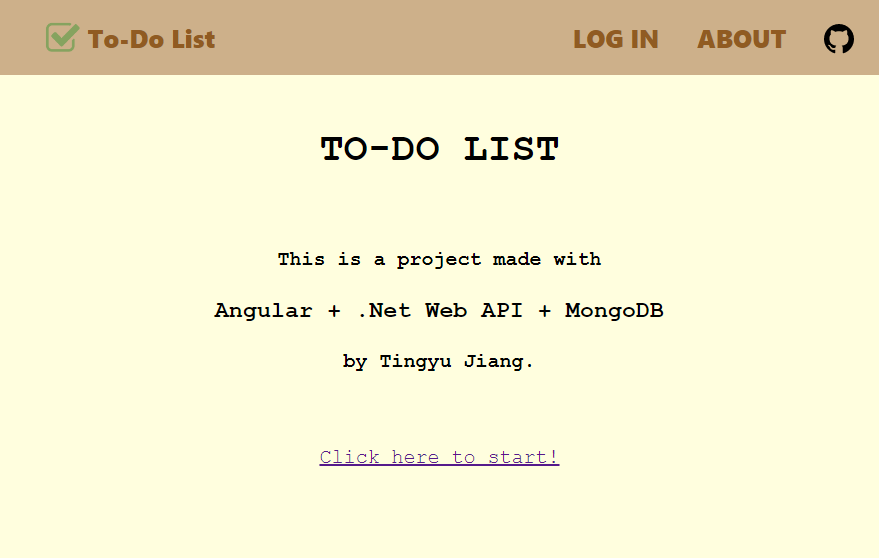 To-Do List
LOG IN
ABOUT
TO-DO LIST
This is a project made with
Angular + .Net Web API + MongoDB
by Tingyu Jiang.
Click here to start!